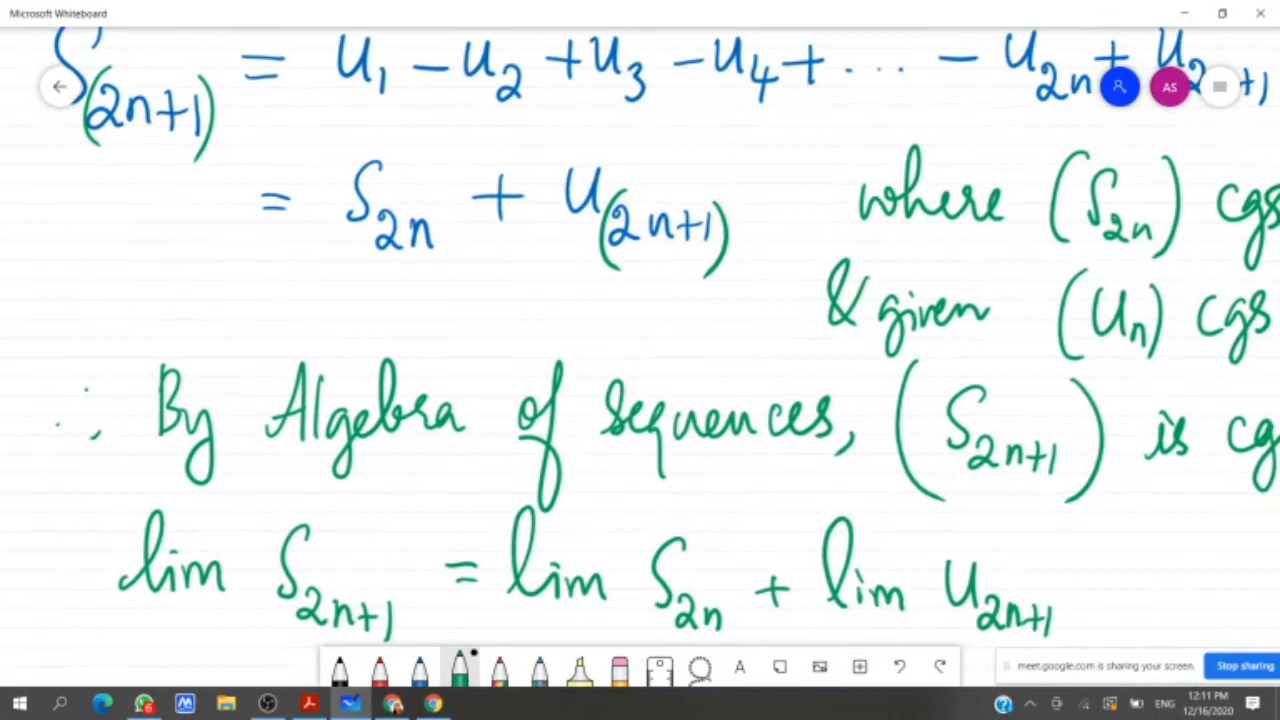 Microsoft Whiteboard
S(2n+1) = U1 - U2 + U3 - U4 + ... - U2n + U2n+1
AS
= S2n + U(2n+1) where (S2n) cgs
& given (Un) cgs
∴ By Algebra of sequences, (S2n+1) is cg
lim S2n+1 = lim S2n + lim U2n+1
A
meet.google.com is sharing your screen. Stop sharing
6
ENG
12:11 PM
12/16/2020